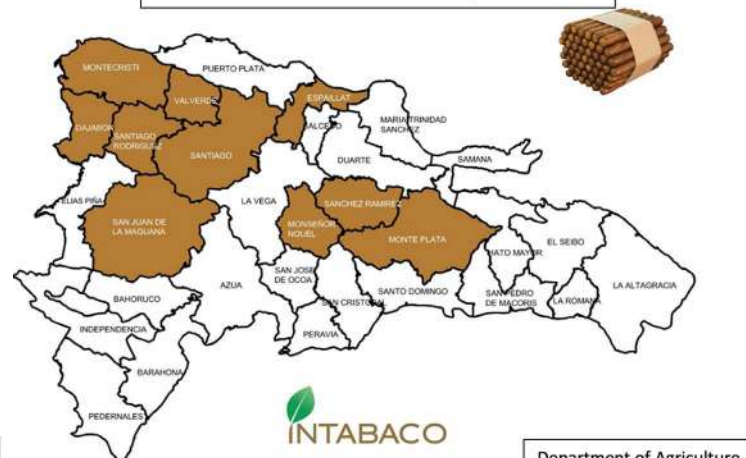 MONTECRISTI
PUERTO PLATA
VALVERDE
ESPAILLAT
DAJABON
SANTIAGO
RODRIGUEZ
SANTIAGO
SALCEDO
MARIA TRINIDAD
SANCHEZ
DUARTE
SAMANA
ELIAS PIÑA
LA VEGA
SANCHEZ RAMIREZ
SAN JUAN DE
LA MAGUANA
MONSEÑOR
NOUEL
MONTE PLATA
HATO MAYOR
EL SEIBO
BAHORUCO
AZUA
SAN JOSE
DE OCOA
SAN CRISTOBAL
SANTO DOMINGO
SAN PEDRO
DE MACORIS
LA ROMANA
LA ALTAGRACIA
INDEPENDENCIA
PERAVIA
BARAHONA
PEDERNALES
INTABACO
Department of Agriculture